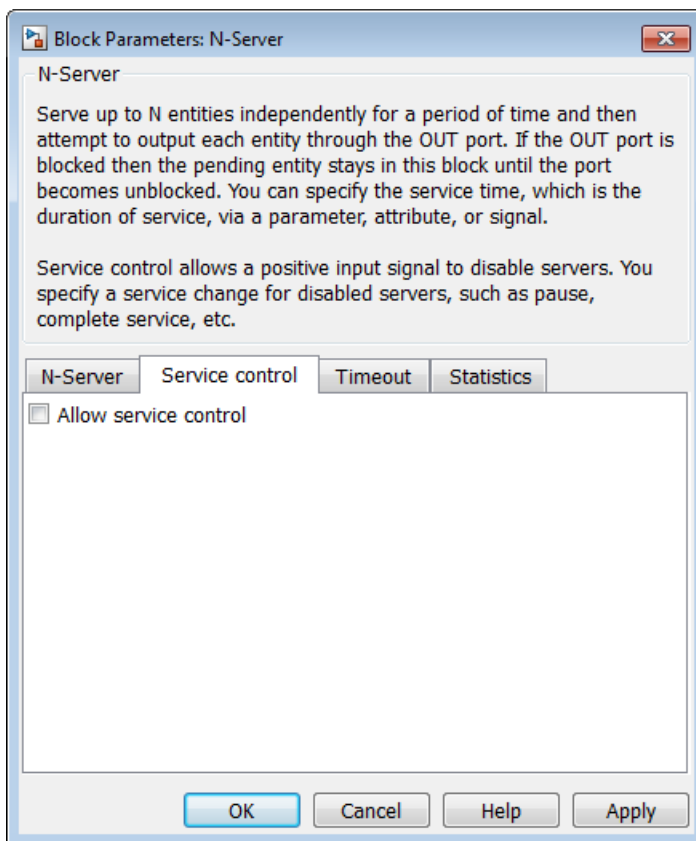 Block Parameters: N-Server
N-Server
Serve up to N entities independently for a period of time and then
attempt to output each entity through the OUT port. If the OUT port is
blocked then the pending entity stays in this block until the port
becomes unblocked. You can specify the service time, which is the
duration of service, via a parameter, attribute, or signal.
Service control allows a positive input signal to disable servers. You
specify a service change for disabled servers, such as pause,
complete service, etc.
N-Server Service control Timeout Statistics
Allow service control
OK Cancel Help Apply